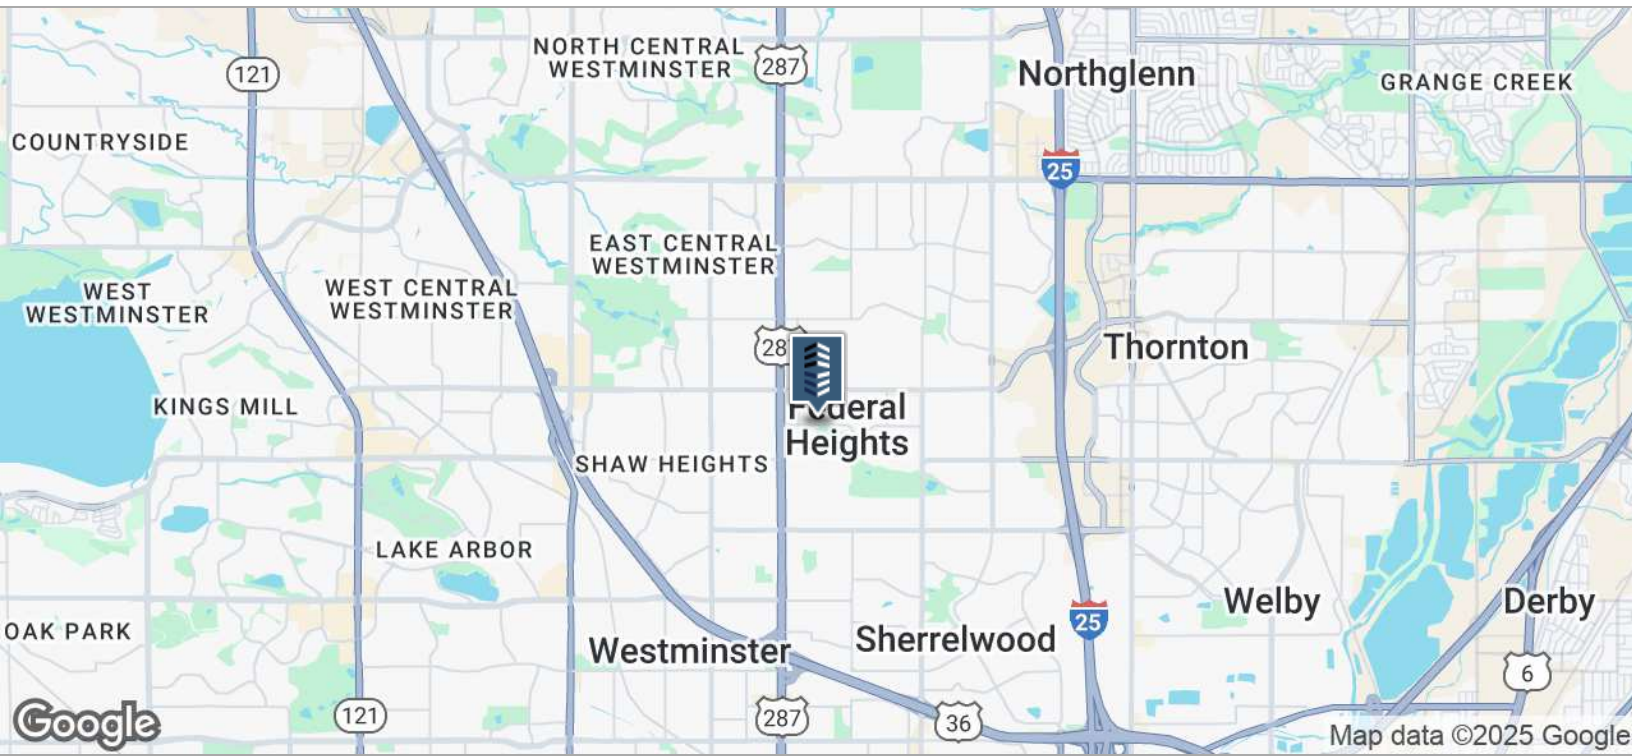 NORTH CENTRAL
WESTMINSTER
287
121
Northglenn
GRANGE CREEK
COUNTRYSIDE
25
EAST CENTRAL
WESTMINSTER
WEST
WESTMINSTER
WEST CENTRAL
WESTMINSTER
28
Thornton
KINGS MILL
Federal
Heights
SHAW HEIGHTS
LAKE ARBOR
Welby
Derby
25
OAK PARK
Westminster
Sherrelwood
6
Google
121
287
36
Map data ©2025 Google